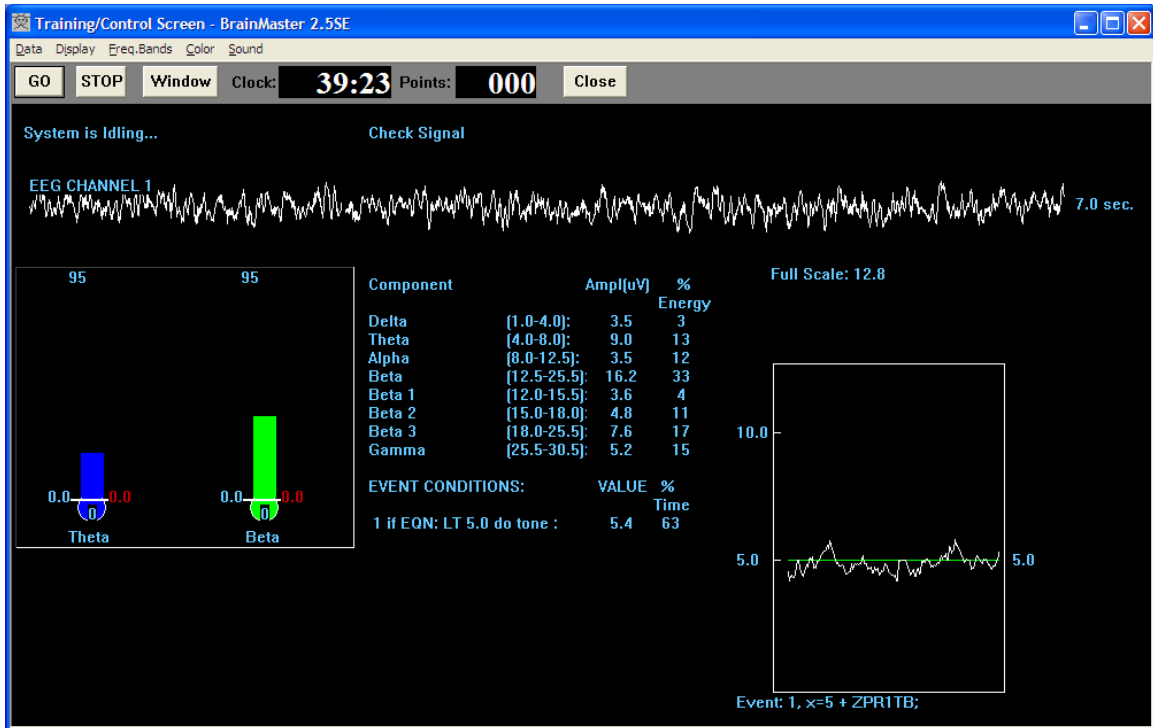 Training/Control Screen - BrainMaster 2.5SE
Data Display Freq.Bands Color Sound
GO STOP Window Clock: 39:23 Points: 000 Close
System is Idling... Check Signal
EEG CHANNEL 1
7.0 sec.
95 95
Full Scale: 12.8
Component Ampl(uV) %
Energy
Delta (1.0-4.0): 3.5 3
Theta (4.0-8.0): 9.0 13
Alpha (8.0-12.5): 3.5 12
Beta (12.5-25.5): 16.2 33
Beta 1 (12.0-15.5): 3.6 4
Beta 2 (15.0-18.0): 4.8 11
Beta 3 (18.0-25.5): 7.6 17
Gamma (25.5-30.5): 5.2 15
EVENT CONDITIONS: VALUE %
Time
1 if EQN: LT 5.0 do tone : 5.4 63
0.0 0.0 0.0 0.0
0 0
Theta Beta
10.0
5.0 5.0
Event: 1, x=5 + ZPR1TB;